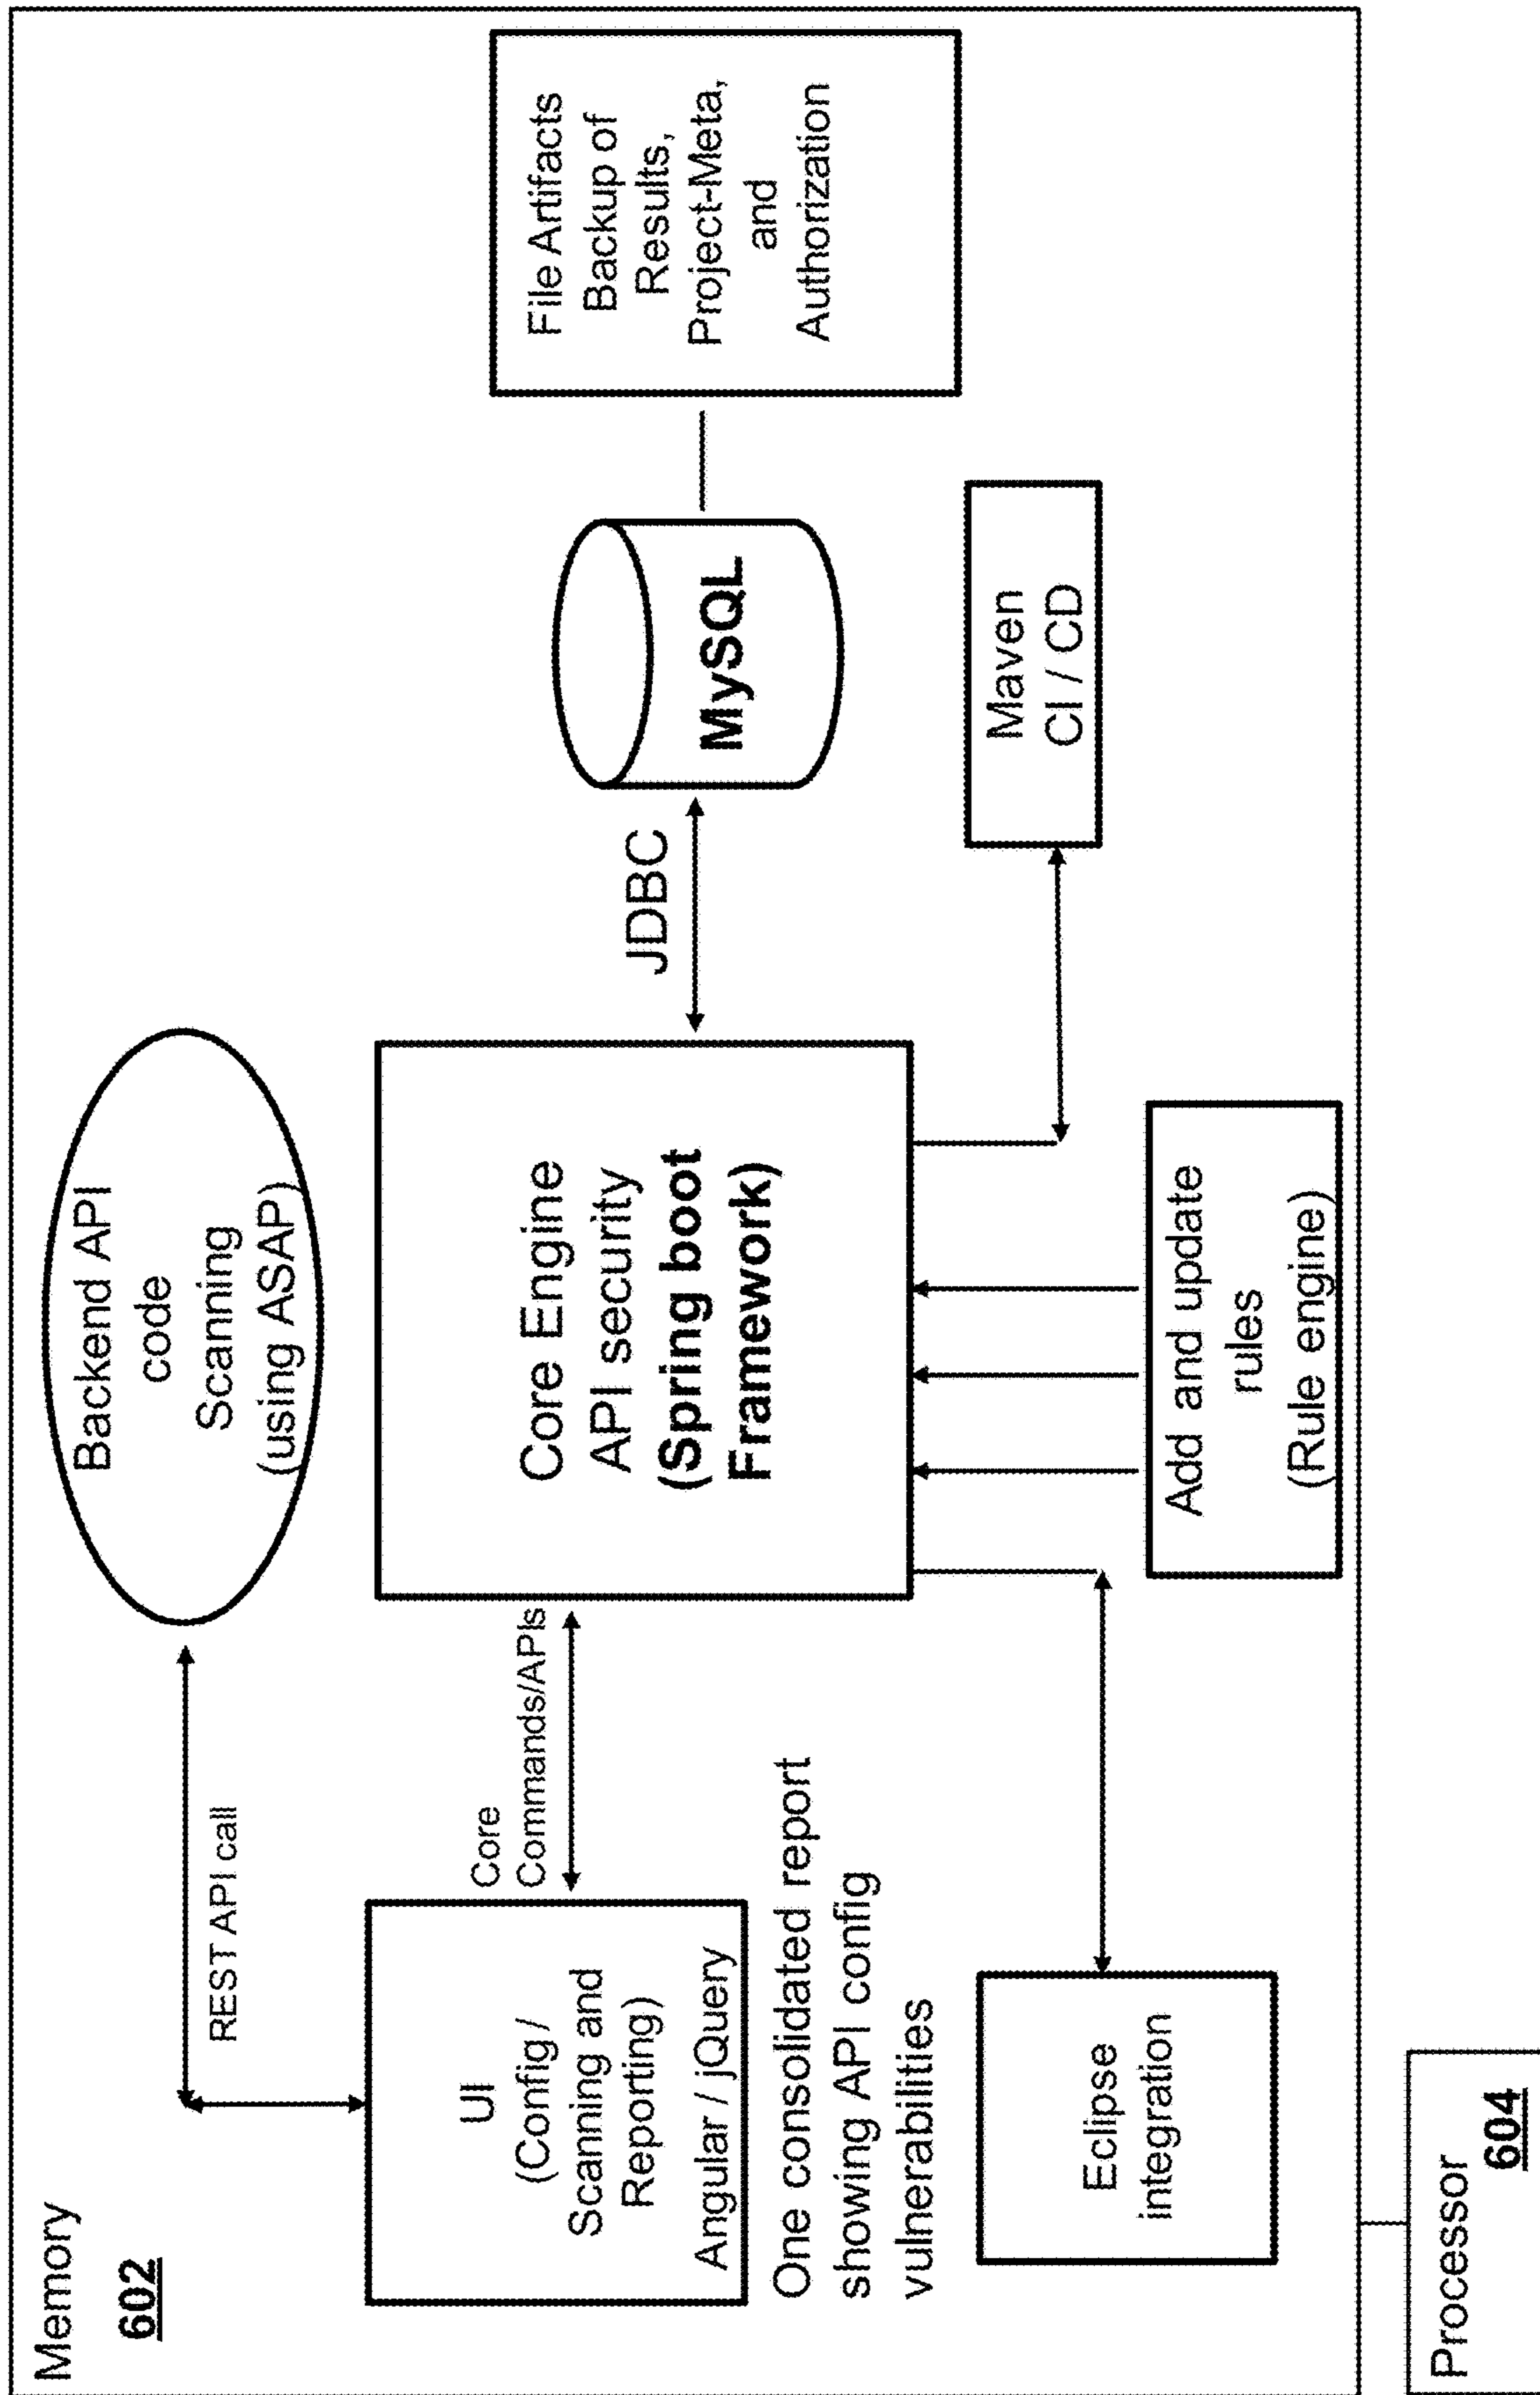 Memory
602
REST API call
Backend API
code
Scanning
(using ASAP)
UI
(Config /
Scanning and
Reporting)
Angular / jQuery
Core
Commands/APIs
Core Engine
API security
(Spring boot
Framework)
JDBC
MySQL
File Artifacts
Backup of
Results,
Project-Meta,
and
Authorization
One consolidated report
showing API config
vulnerabilities
Eclipse
integration
Add and update
rules
(Rule engine)
Maven
CI / CD
Processor
604